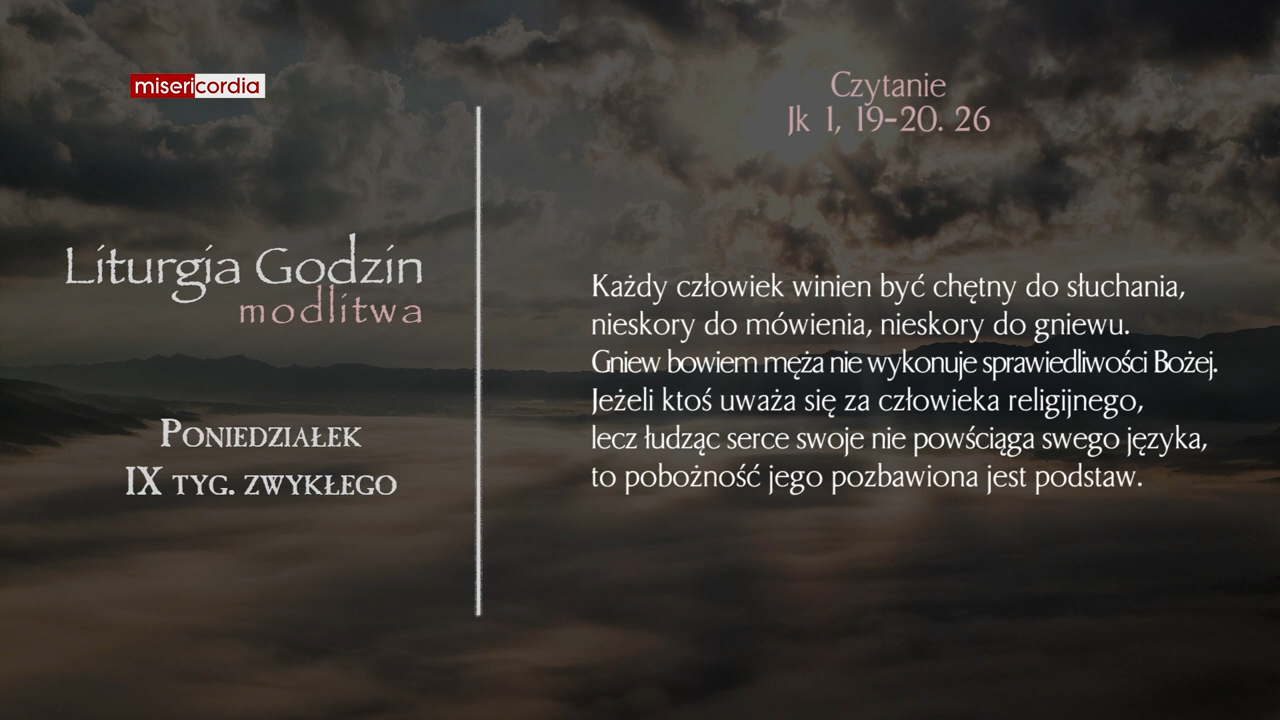 misericordia
Liturgia Godzin
modlitwa
Poniedziałek
IX tyg. zwykłego
Czytanie
Jk 1, 19-20. 26
Każdy człowiek winien być chętny do słuchania,
nieskory do mówienia, nieskory do gniewu.
Gniew bowiem męża nie wykonuje sprawiedliwości Bożej.
Jeżeli ktoś uważa się za człowieka religijnego,
lecz łudząc serce swoje nie powściąga swego języka,
to pobożność jego pozbawiona jest podstaw.